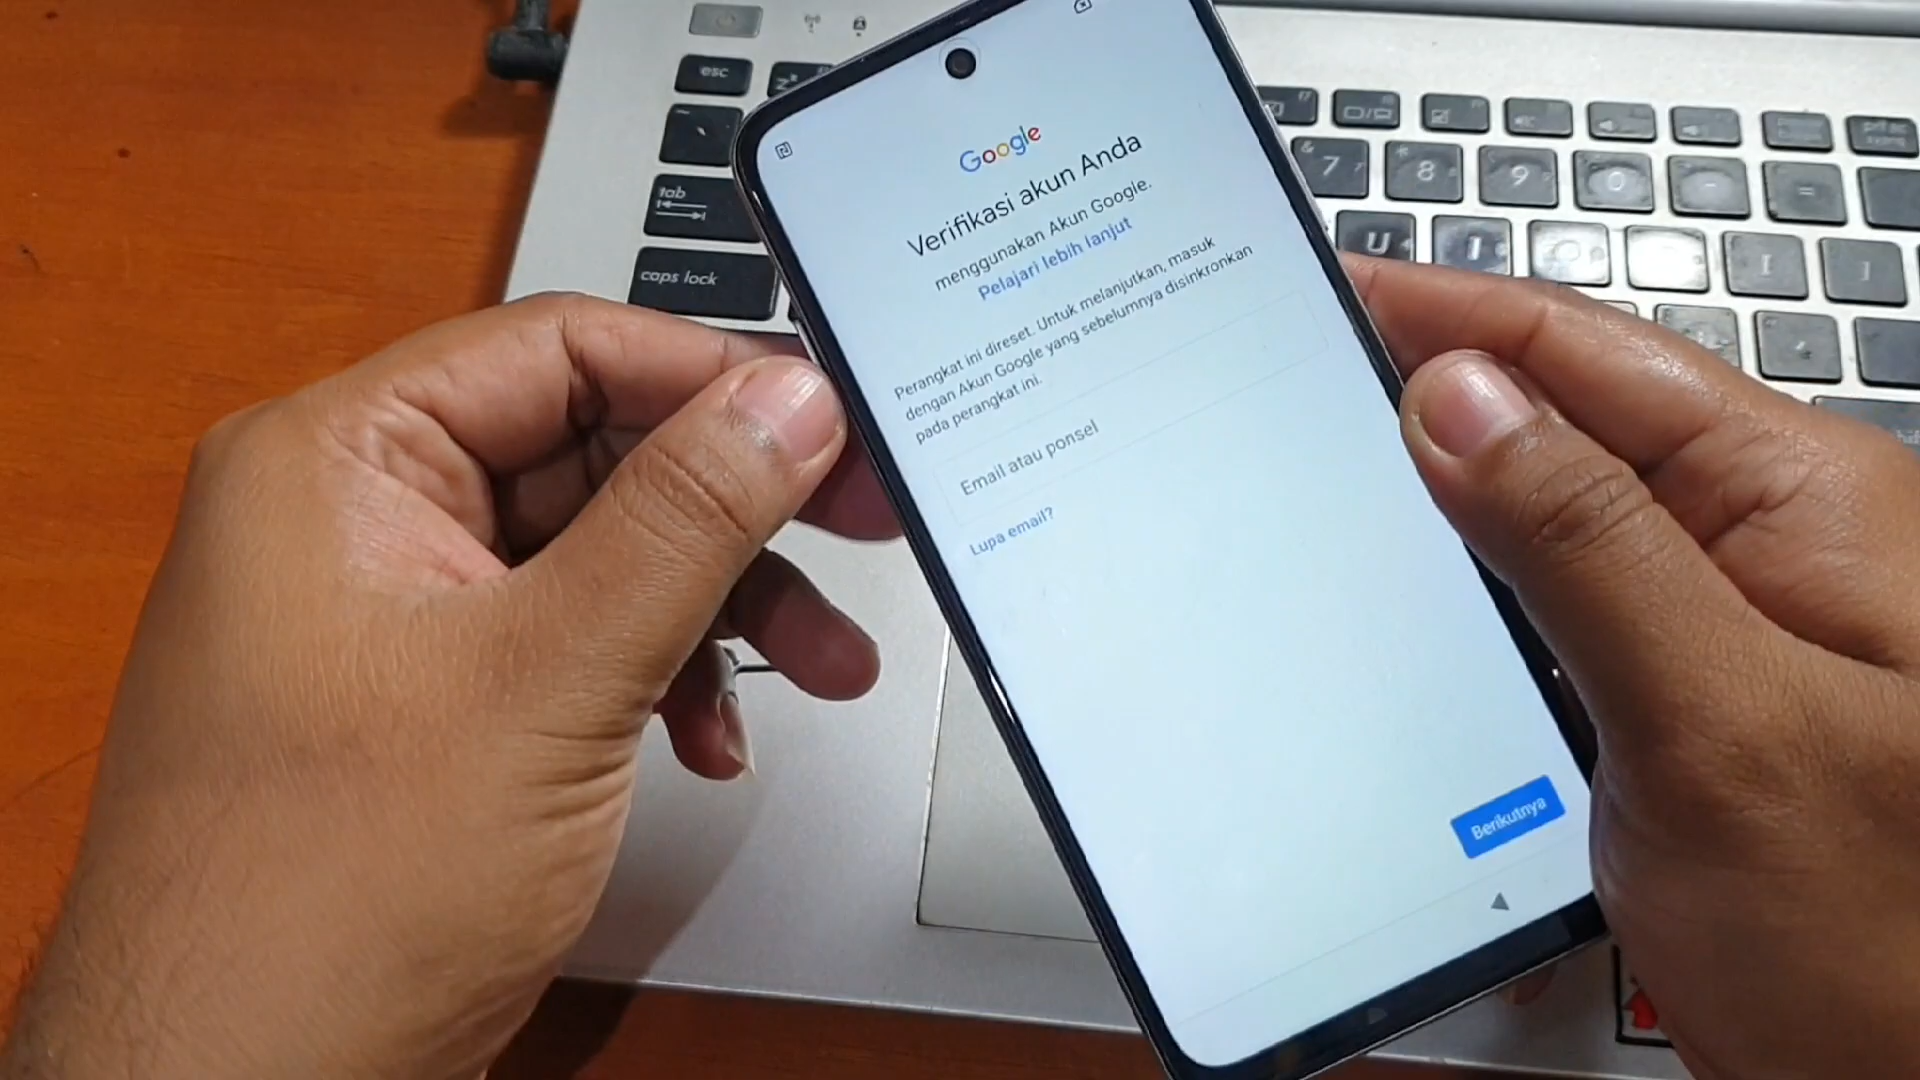 Google
Verifikasi akun Anda
menggunakan Akun Google.
Pelajari lebih lanjut
Perangkat ini direset. Untuk melanjutkan, masuk
dengan Akun Google yang sebelumnya disinkronkan
pada perangkat ini.
Email atau ponsel
Lupa email?
Berikutnya
esc
tab
caps lock
f7
& 7
* 8
9
0
-
=
U
I
J